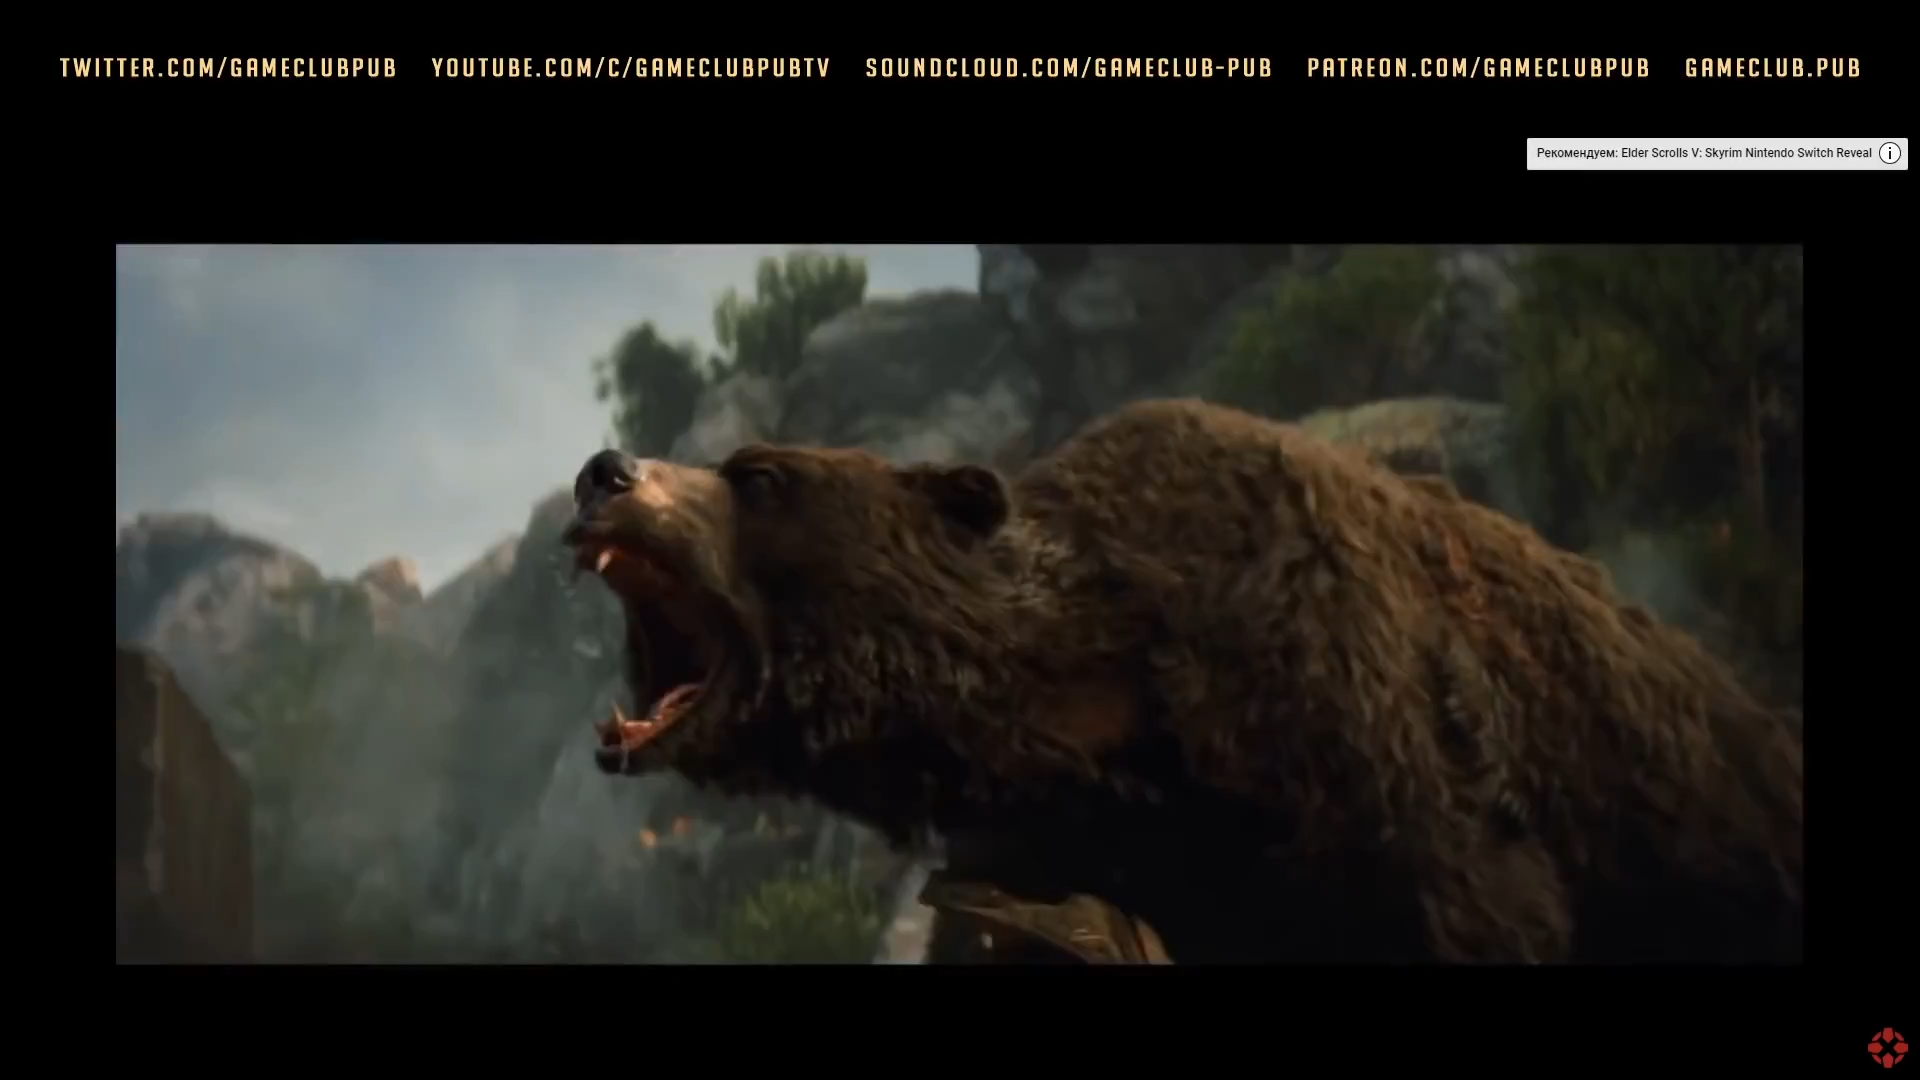 TWITTER.COM/GAMECLUBPUB YOUTUBE.COM/C/GAMECLUBPUBTV SOUNDCLOUD.COM/GAMECLUB-PUB PATREON.COM/GAMECLUBPUB GAMECLUB.PUB
Рекомендуем: Elder Scrolls V: Skyrim Nintendo Switch Reveal